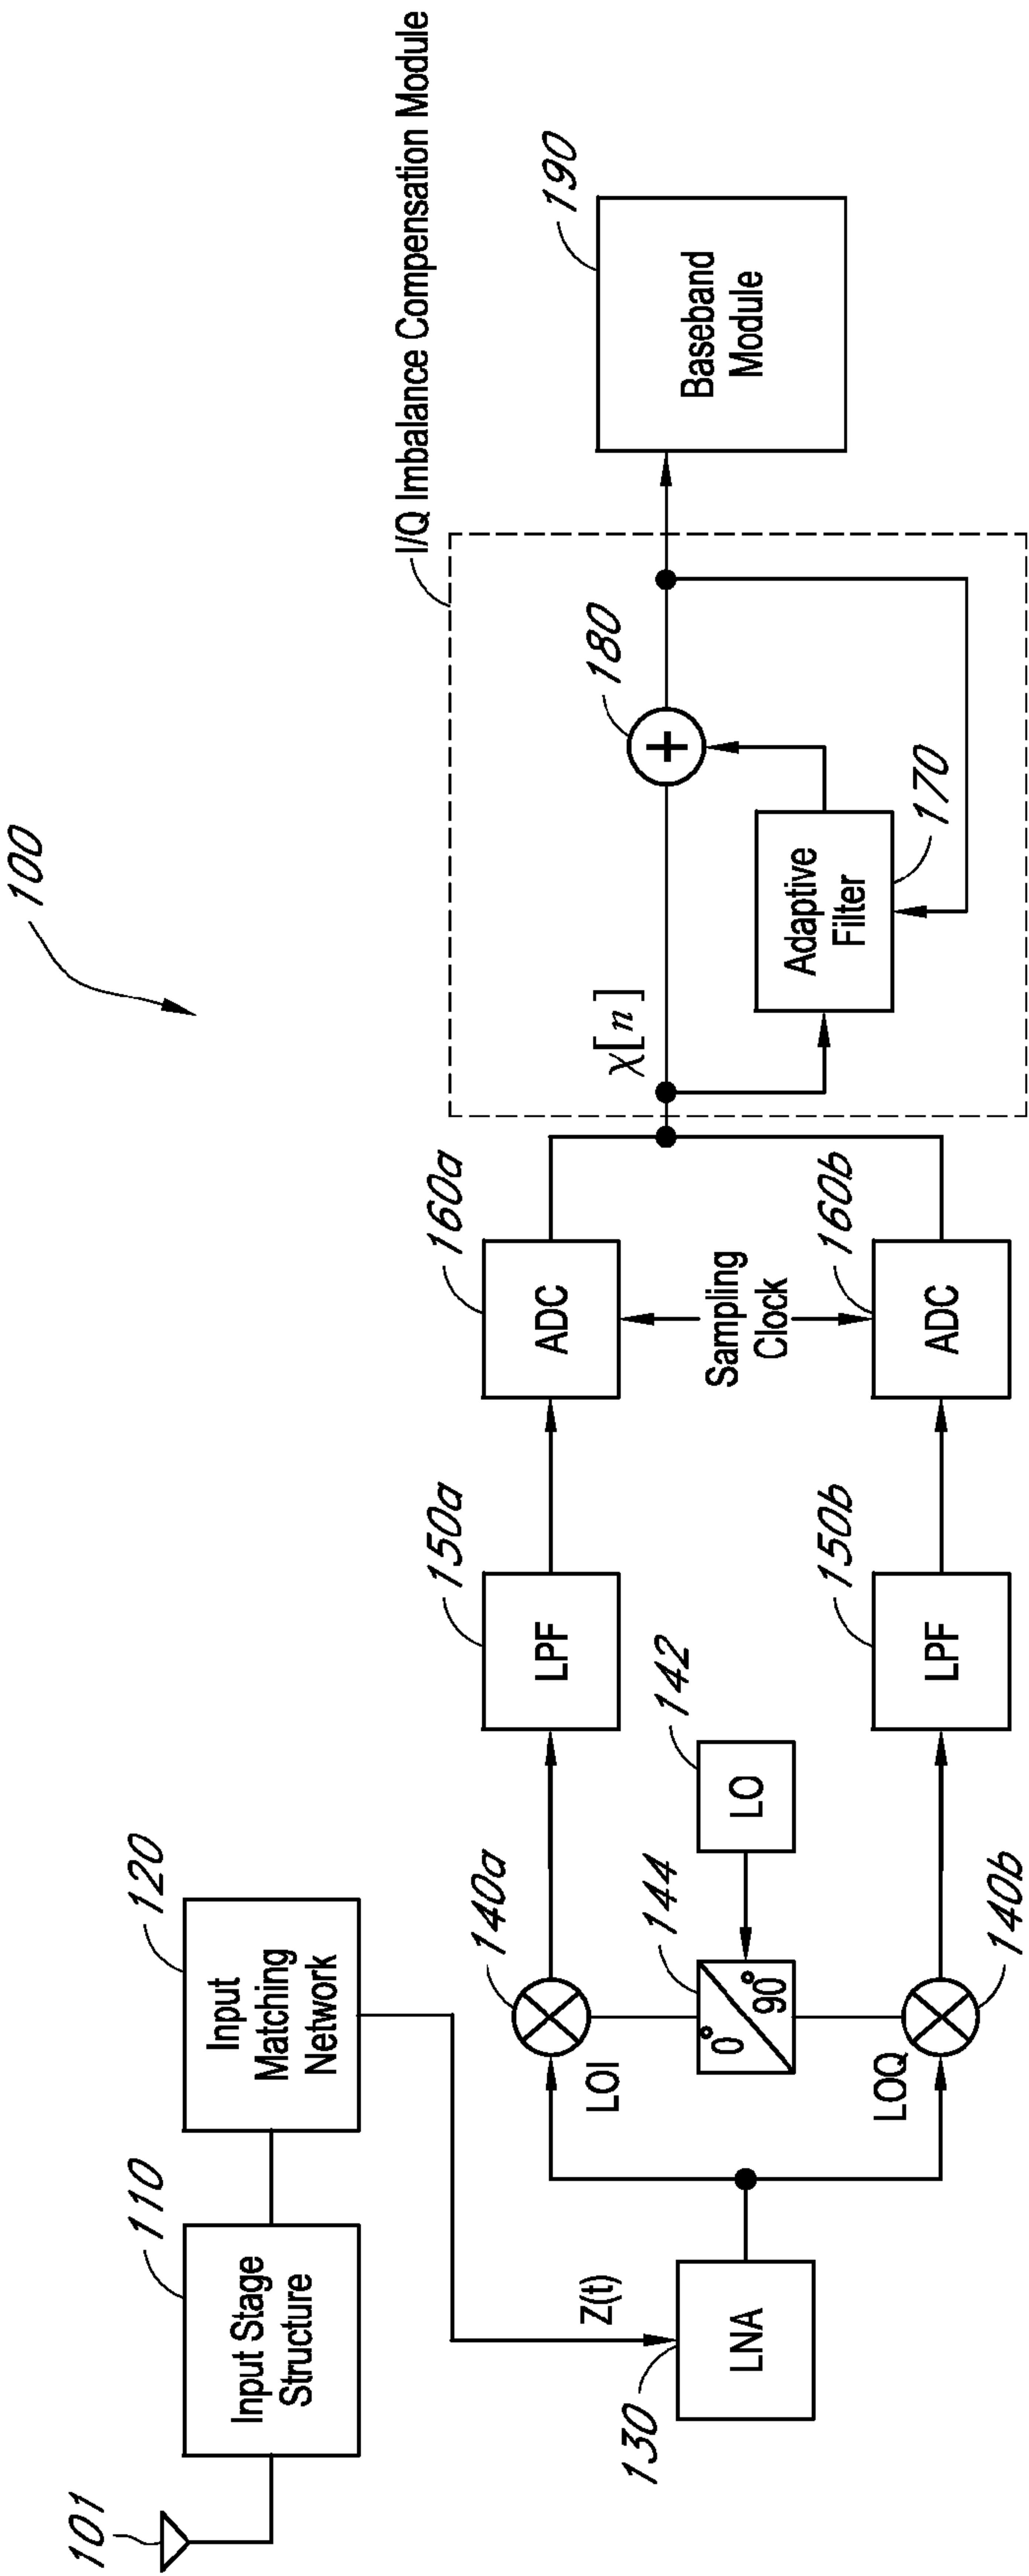 100
101
110
Input Stage
Structure
120
Input
Matching
Network
Z(t)
130
LNA
140a
LOI
144
0°
90°
142
LO
LOQ
140b
150a
LPF
150b
LPF
160a
ADC
Sampling
Clock
160b
ADC
I/Q Imbalance Compensation Module
χ[n]
180
+
Adaptive
Filter
170
190
Baseband
Module